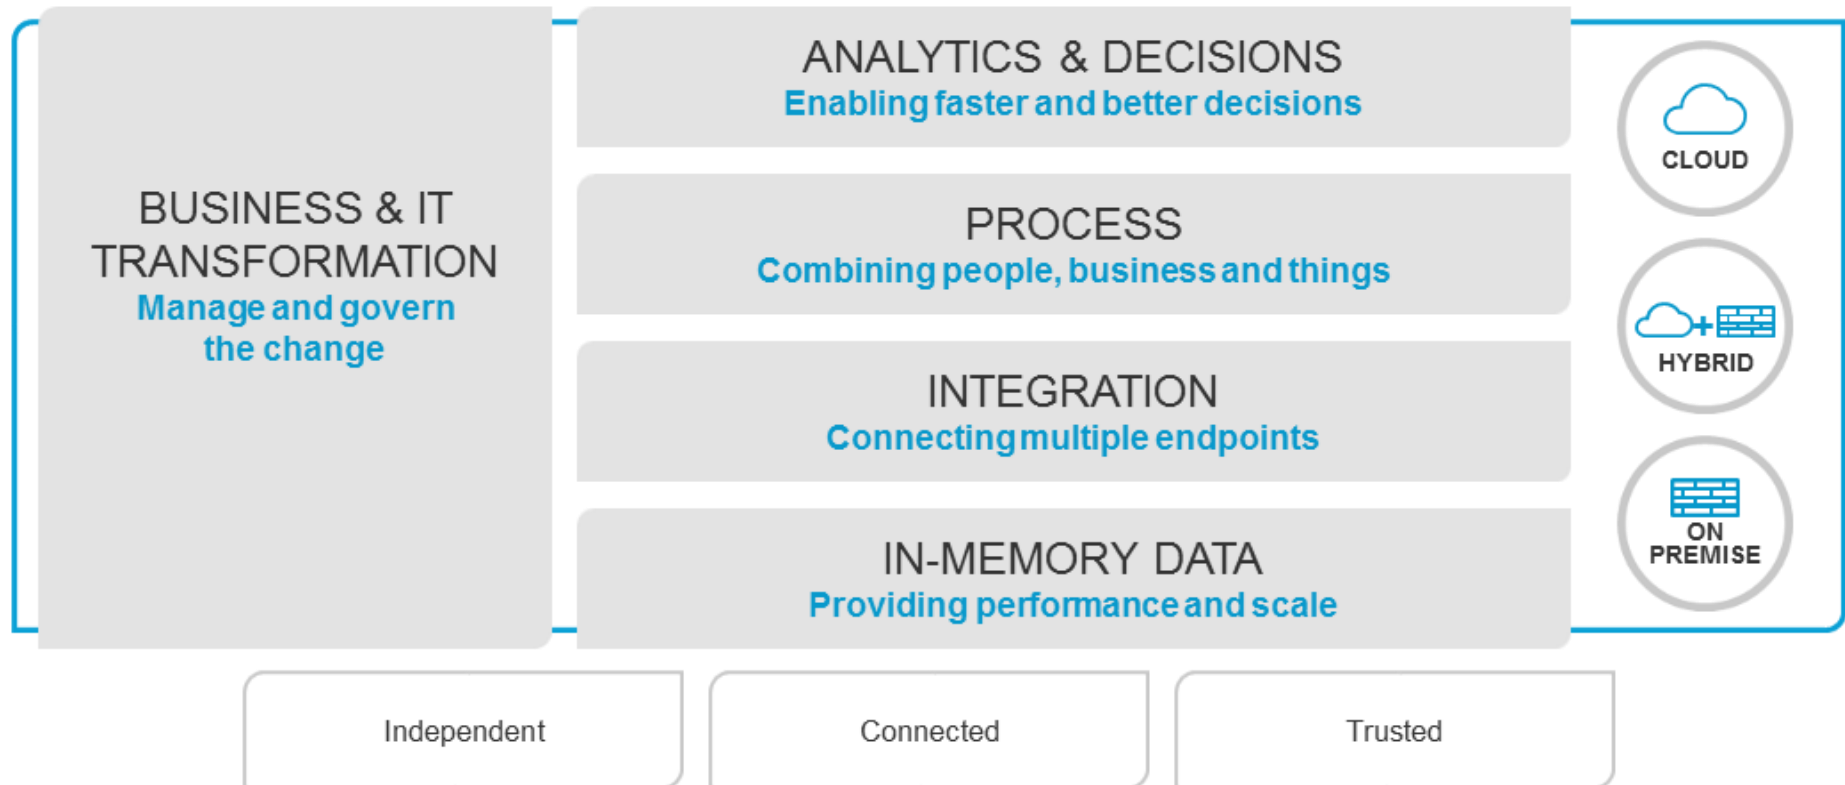 BUSINESS & IT
TRANSFORMATION
Manage and govern
the change
ANALYTICS & DECISIONS
Enabling faster and better decisions
PROCESS
Combining people, business and things
INTEGRATION
Connecting multiple endpoints
IN-MEMORY DATA
Providing performance and scale
CLOUD
HYBRID
ON
PREMISE
Independent
Connected
Trusted